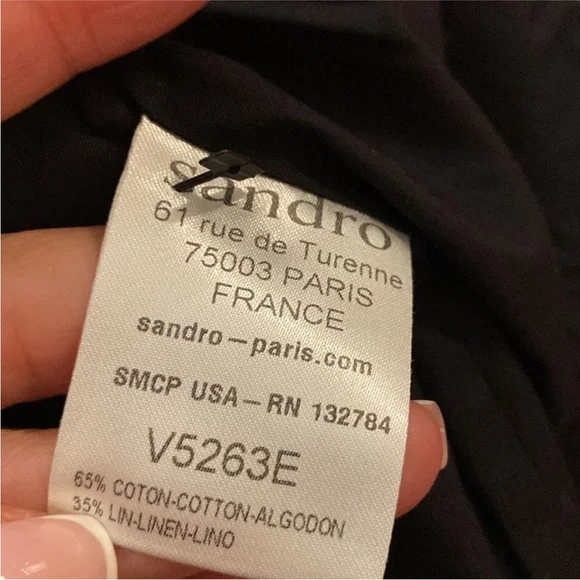 sandro
61 rue de Turenne
75003 PARIS
FRANCE
sandro-paris.com
SMCP USA-RN 132784
V5263E
65% COTON-COTTON-ALGODON
35% LIN-LINEN-LINO